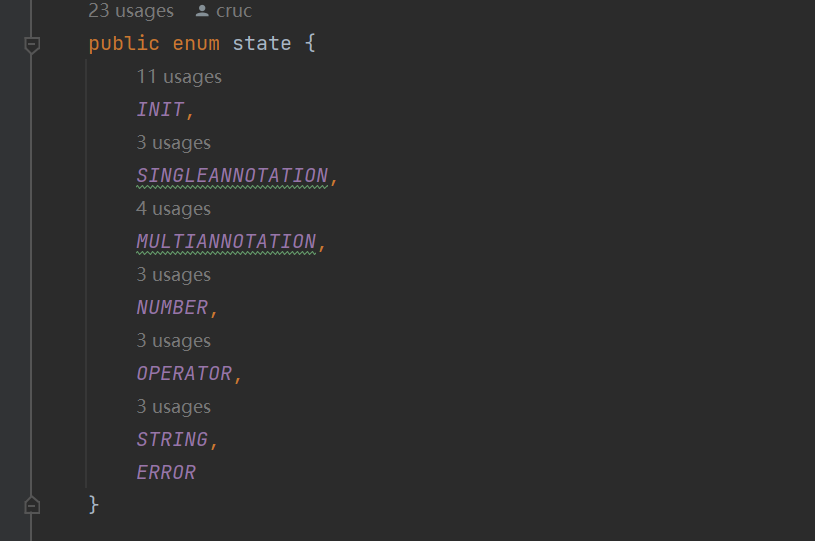 23 usages cruc
public enum state {
11 usages
INIT,
3 usages
SINGLEANNOTATION,
4 usages
MULTIANNOTATION,
3 usages
NUMBER,
3 usages
OPERATOR,
3 usages
STRING,
ERROR
}